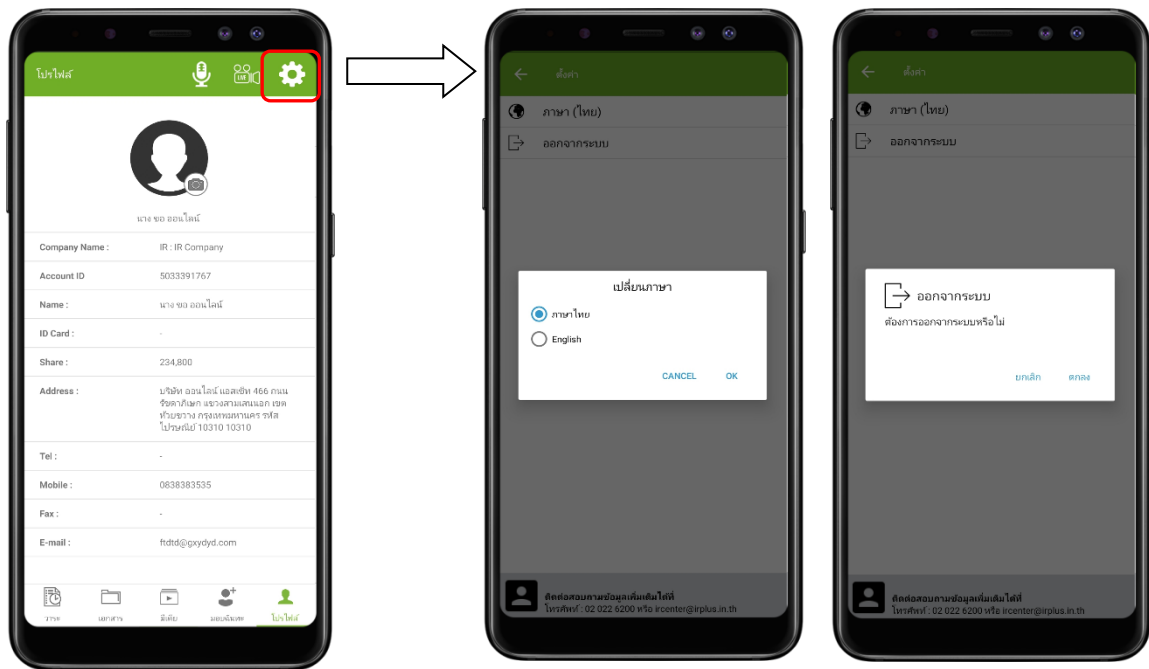 โปรไฟล์
LIVE
นาง ขอ ออนไลน์
Company Name : IR : IR Company
Account ID 5033391767
Name : นาง ขอ ออนไลน์
ID Card : -
Share : 234,800
Address : บริษัท ออนไลน์ แอสเซ็ท 466 ถนน
รัชดาภิเษก แขวงสามเสนนอก เขต
ห้วยขวาง กรุงเทพมหานคร รหัส
ไปรษณีย์ 10310 10310
Tel : -
Mobile : 0838383535
Fax : -
E-mail : ftdtd@gxydyd.com
วาระ เอกสาร มีเดีย มอบฉันทะ โปรไฟล์
ตั้งค่า
ภาษา (ไทย)
ออกจากระบบ
เปลี่ยนภาษา
ภาษาไทย
English
CANCEL OK
ติดต่อสอบถามข้อมูลเพิ่มเติมได้ที่
โทรศัพท์ : 02 022 6200 หรือ ircenter@irplus.in.th
ตั้งค่า
ภาษา (ไทย)
ออกจากระบบ
ออกจากระบบ
ต้องการออกจากระบบหรือไม่
ยกเลิก ตกลง
ติดต่อสอบถามข้อมูลเพิ่มเติมได้ที่
โทรศัพท์ : 02 022 6200 หรือ ircenter@irplus.in.th